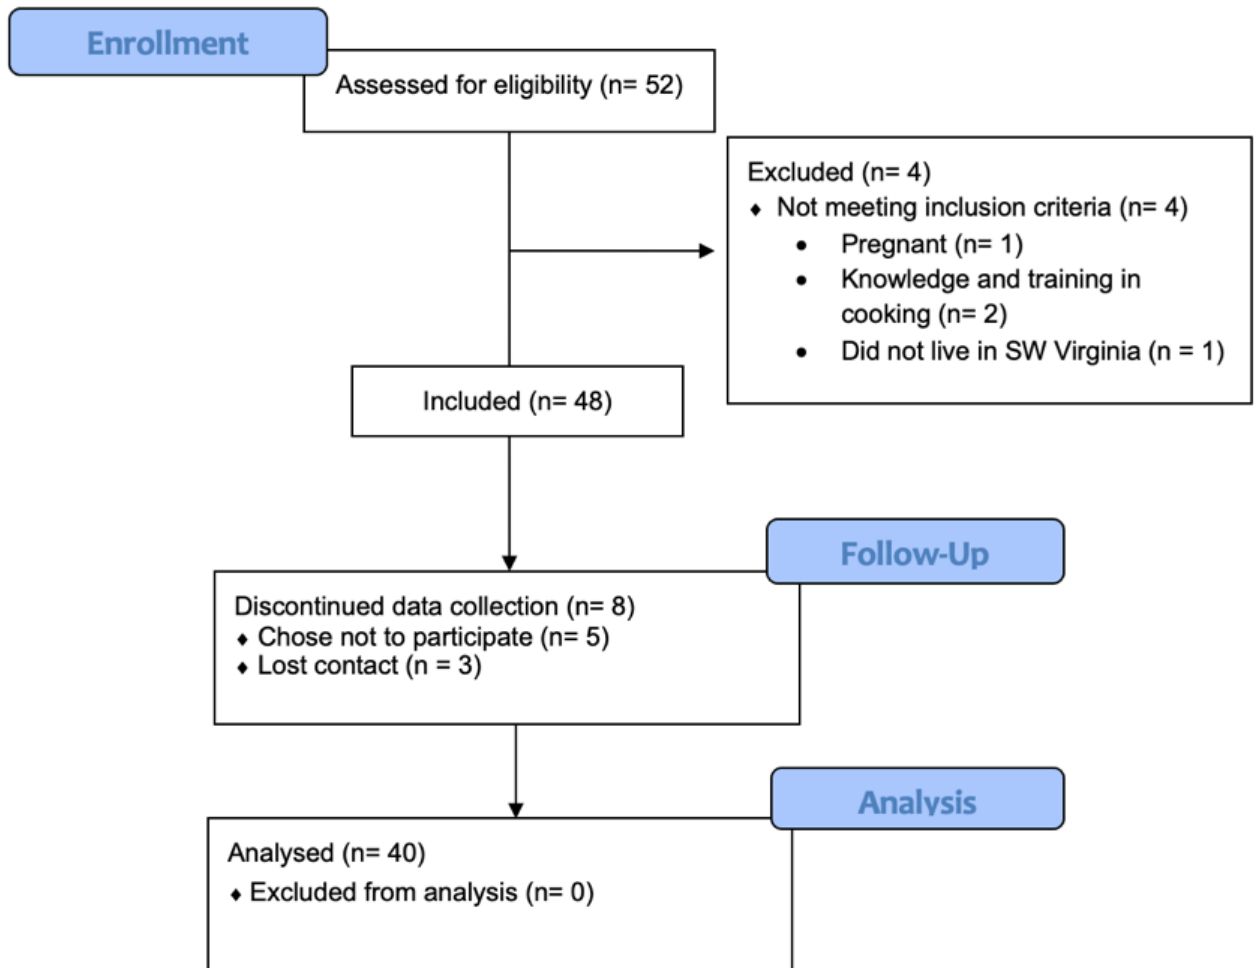 Enrollment
Assessed for eligibility (n= 52)
Excluded (n= 4)
♦ Not meeting inclusion criteria (n= 4)
• Pregnant (n= 1)
• Knowledge and training in
cooking (n= 2)
• Did not live in SW Virginia (n = 1)
Included (n= 48)
Follow-Up
Discontinued data collection (n= 8)
♦ Chose not to participate (n= 5)
♦ Lost contact (n = 3)
Analysis
Analysed (n= 40)
♦ Excluded from analysis (n= 0)